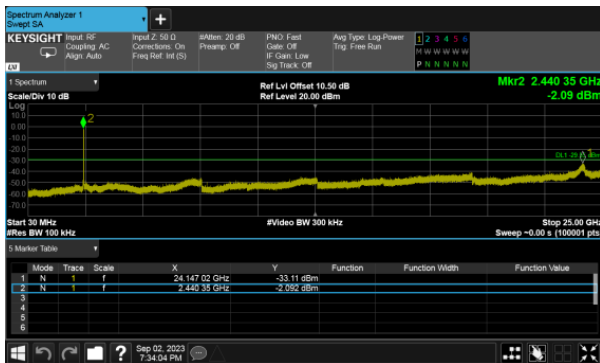 Spectrum Analyzer 1
Swept SA
KEYSIGHT Input: RF Input Z: 50 Ω #Atten: 20 dB PNO: Fast Avg Type: Log-Power 1 2 3 4 5 6
Coupling: AC Corrections: On Preamp: Off Gate: Off Trig: Free Run M W W W W W
Align: Auto Freq Ref: Int (S) IF Gain: Low P N N N N N
Sig Track: Off
LXI
1 Spectrum Ref Lvl Offset 10.50 dB Mkr2 2.440 35 GHz
Scale/Div 10 dB Ref Level 20.00 dBm -2.09 dBm
Log
10.0
0.00
-10.0
-20.0
-30.0
-40.0
-50.0
-60.0
-70.0
2
1
Start 30 MHz #Video BW 300 kHz Stop 25.00 GHz
#Res BW 100 kHz Sweep ~0.00 s (100001 pts)
5 Marker Table
Mode Trace Scale X Y Function Function Width Function Value
1 N 1 f 24.147 02 GHz -33.11 dBm
2 N 1 f 2.440 35 GHz -2.092 dBm
3
4
5
6
Sep 02, 2023
7:34:04 PM